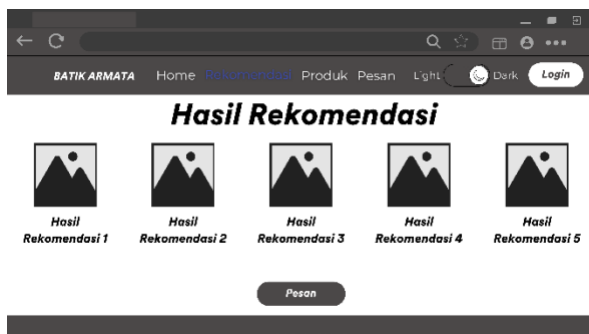 BATIK ARMATA Home Rekomendasi Produk Pesan Light Dark Login
Hasil Rekomendasi
Hasil
Rekomendasi 1
Hasil
Rekomendasi 2
Hasil
Rekomendasi 3
Hasil
Rekomendasi 4
Hasil
Rekomendasi 5
Pesan